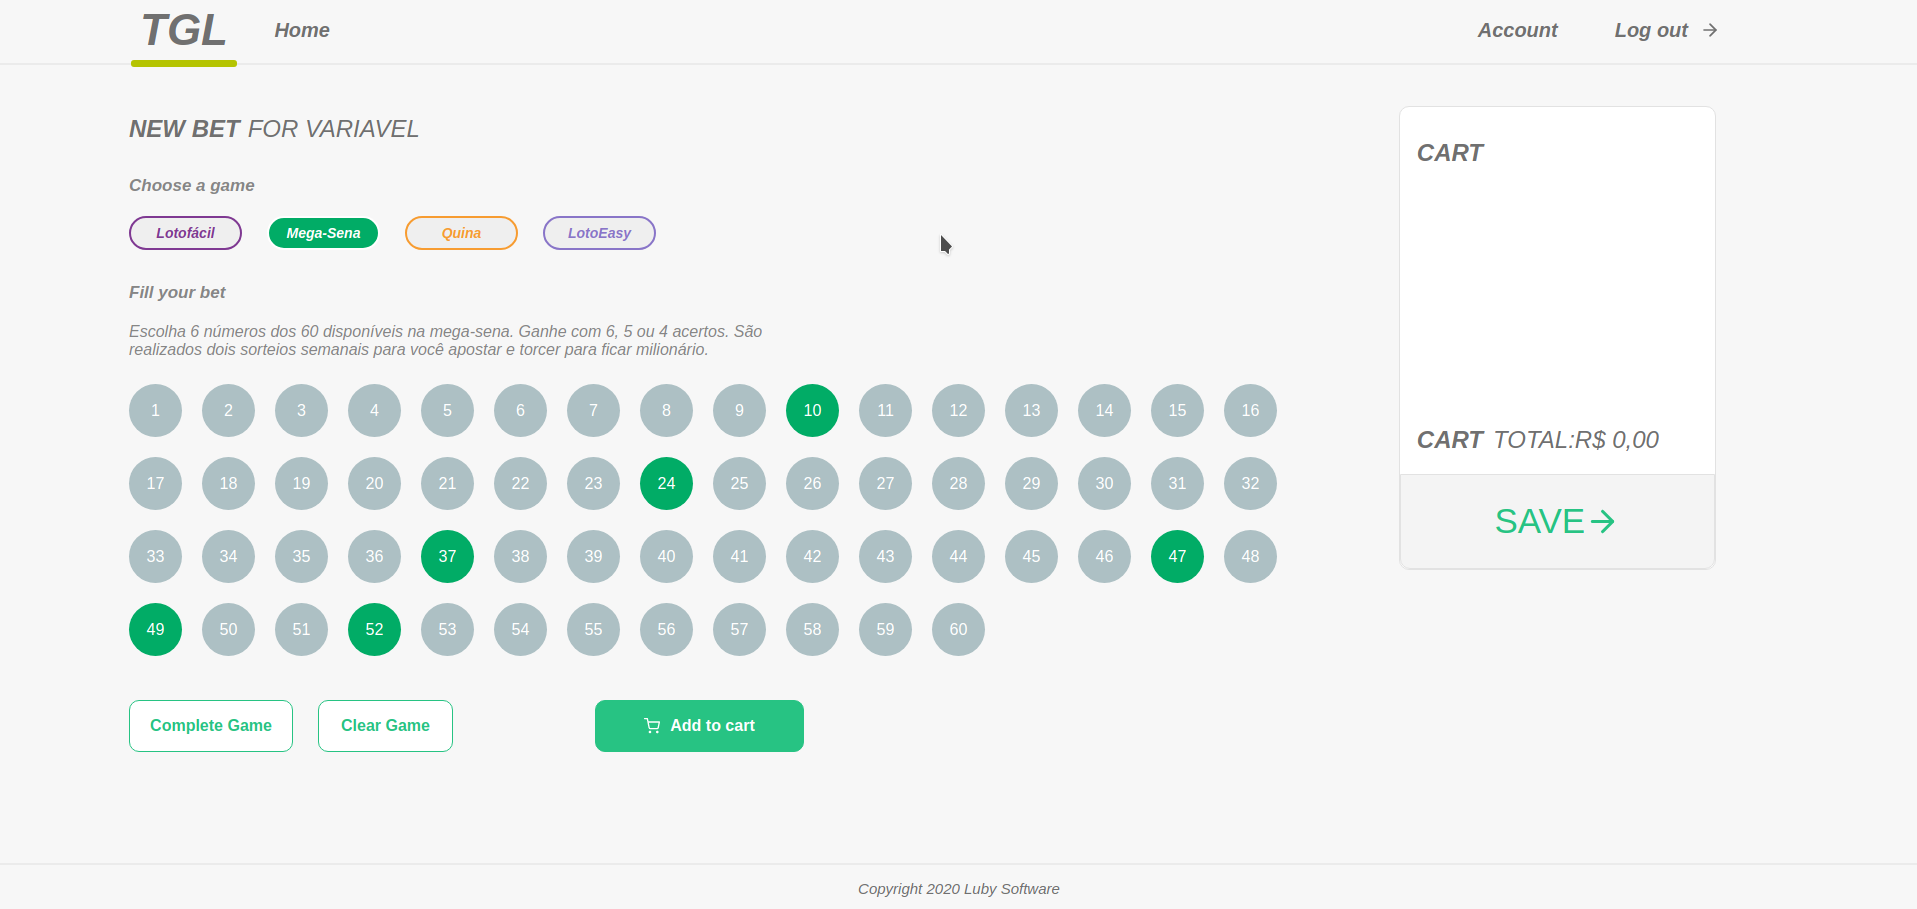 TGL Home Account Log out
NEW BET FOR VARIAVEL
Choose a game
Lotofácil Mega-Sena Quina LotoEasy
Fill your bet
Escolha 6 números dos 60 disponíveis na mega-sena. Ganhe com 6, 5 ou 4 acertos. São
realizados dois sorteios semanais para você apostar e torcer para ficar milionário.
1 2 3 4 5 6 7 8 9 10 11 12 13 14 15 16
17 18 19 20 21 22 23 24 25 26 27 28 29 30 31 32
33 34 35 36 37 38 39 40 41 42 43 44 45 46 47 48
49 50 51 52 53 54 55 56 57 58 59 60
Complete Game Clear Game Add to cart
CART
CART TOTAL:R$ 0,00
SAVE
Copyright 2020 Luby Software